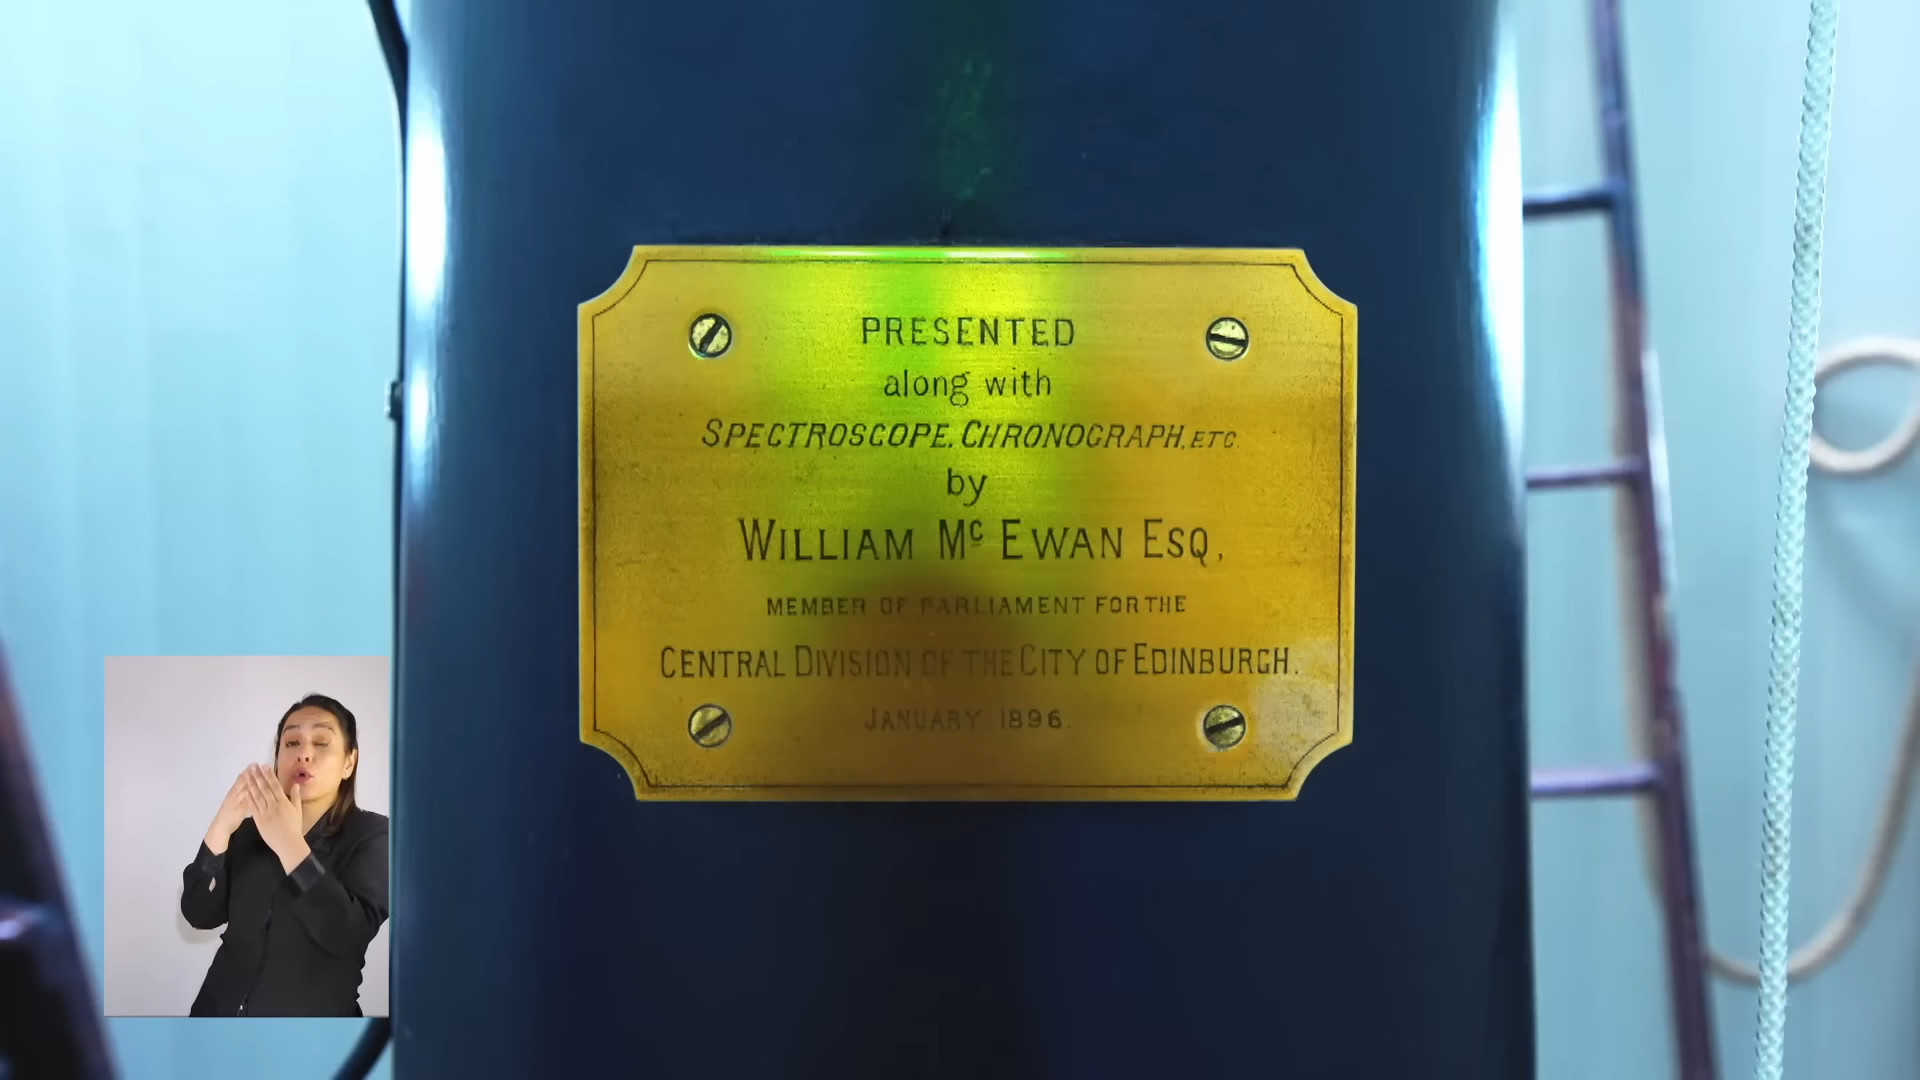 PRESENTED
along with
SPECTROSCOPE, CHRONOGRAPH, ETC.
by
WILLIAM Mc EWAN ESQ,
MEMBER OF PARLIAMENT FOR THE
CENTRAL DIVISION OF THE CITY OF EDINBURGH.
JANUARY 1896.